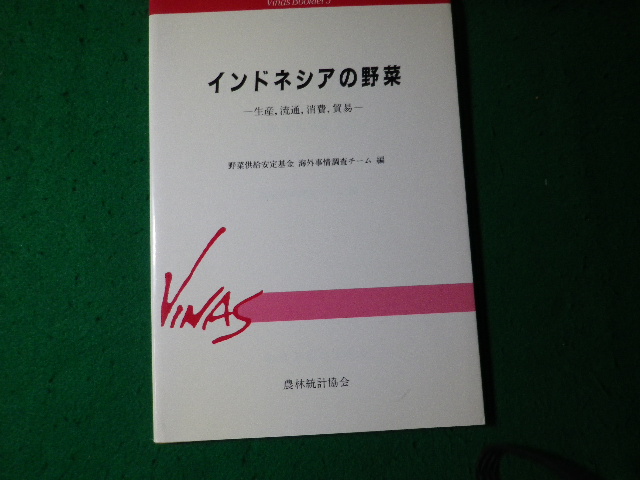 Vinas Booklet 5
インドネシアの野菜
―生産，流通，消費，貿易―
野菜供給安定基金 海外事情調査チーム 編
VINAS
農林統計協会